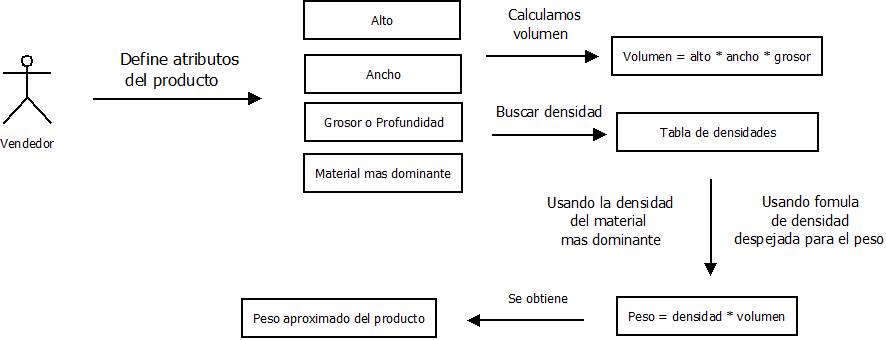 Vendedor
Define atributos
del producto
Alto
Ancho
Grosor o Profundidad
Material mas dominante
Calculamos
volumen
Volumen = alto * ancho * grosor
Buscar densidad
Tabla de densidades
Usando la densidad
del material
mas dominante
Usando fomula
de densidad
despejada para el peso
Peso = densidad * volumen
Se obtiene
Peso aproximado del producto